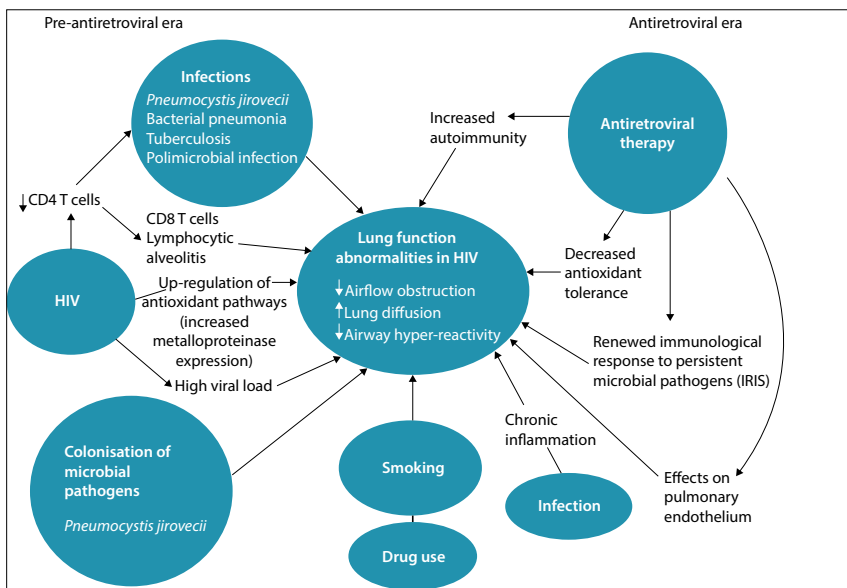 Pre-antiretroviral era
Antiretroviral era
Infections
Pneumocystis jirovecii
Bacterial pneumonia
Tuberculosis
Polimicrobial infection
Increased
autoimmunity
Antiretroviral
therapy
↓CD4 T cells
CD8 T cells
Lymphocytic
alveolitis
Lung function
abnormalities in HIV
↓Airflow obstruction
↑Lung diffusion
↓Airway hyper-reactivity
Decreased
antioxidant
tolerance
HIV
Up-regulation of
antioxidant pathways
(increased
metalloproteinase
expression)
High viral load
Renewed immunological
response to persistent
microbial pathogens (IRIS)
Colonisation of
microbial
pathogens
Pneumocystis jirovecii
Smoking
Drug use
Chronic
inflammation
Infection
Effects on
pulmonary
endothelium